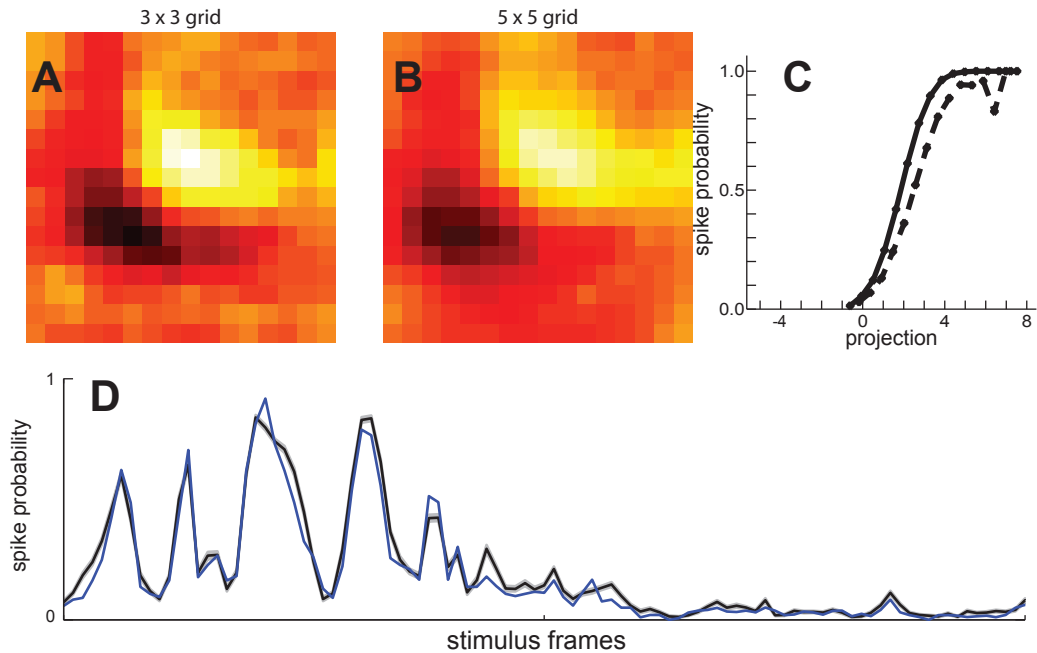 3 x 3 grid
5 x 5 grid
A
B
C
spike probability
1.0
0.5
0.0
-4
0
4
8
projection
D
spike probability
1
0
stimulus frames